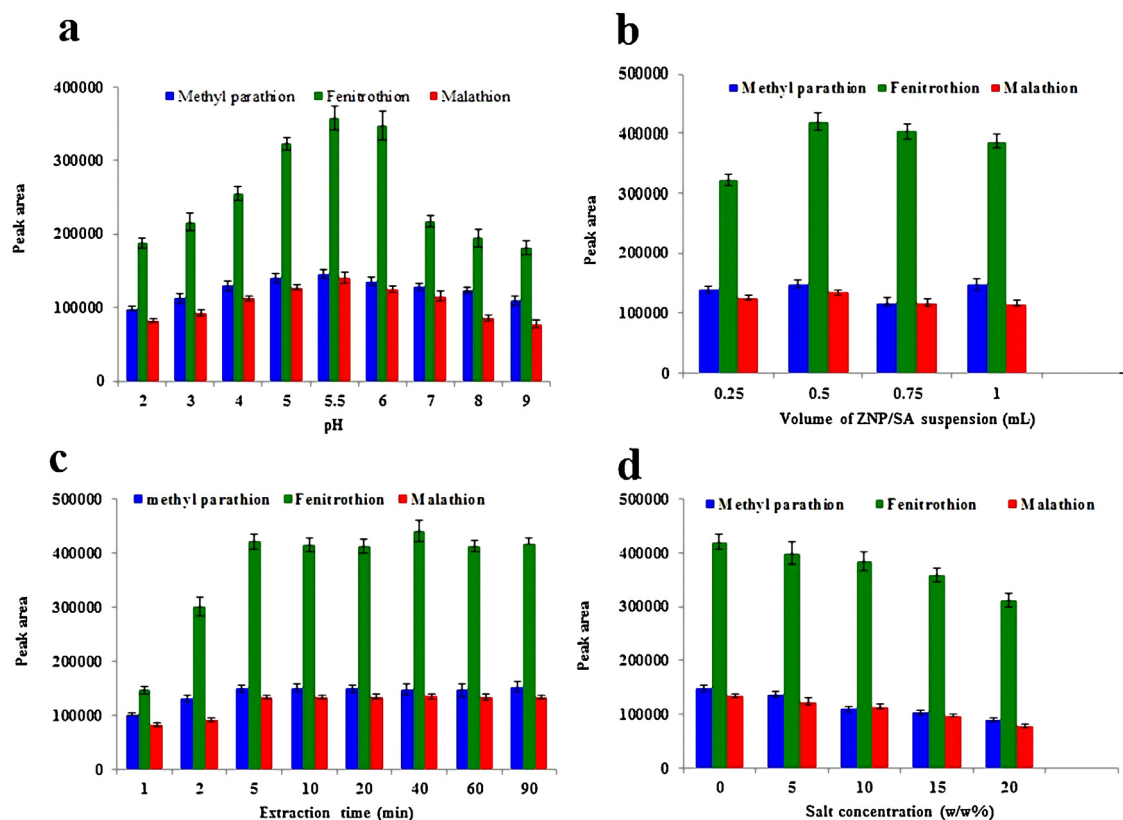 a
Methyl parathion Fenitrothion Malathion
400000
300000
200000
100000
0
Peak area
2 3 4 5 5.5 6 7 8 9
pH
b
Methyl parathion Fenitrothion Malathion
500000
400000
300000
200000
100000
0
Peak area
0.25 0.5 0.75 1
Volume of ZNP/SA suspension (mL)
c
methyl parathion Fenitrothion Malathion
500000
400000
300000
200000
100000
0
Peak area
1 2 5 10 20 40 60 90
Extraction time (min)
d
Methyl parathion Fenitrothion Malathion
500000
400000
300000
200000
100000
0
Peak area
0 5 10 15 20
Salt concentration (w/w%)